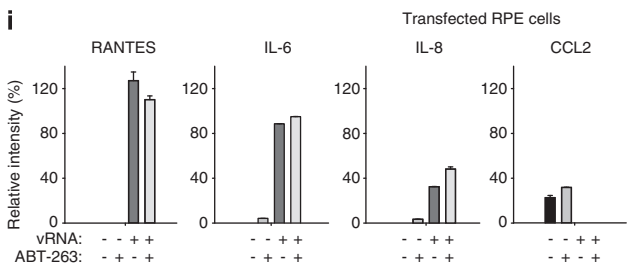 i
Transfected RPE cells
RANTES IL-6 IL-8 CCL2
Relative intensity (%)
120 120 120 120
80 80 80 80
40 40 40 40
0 0 0 0
vRNA: - - + + - - + + - - + + - - + +
ABT-263: - + - + - + - + - + - + - + - +